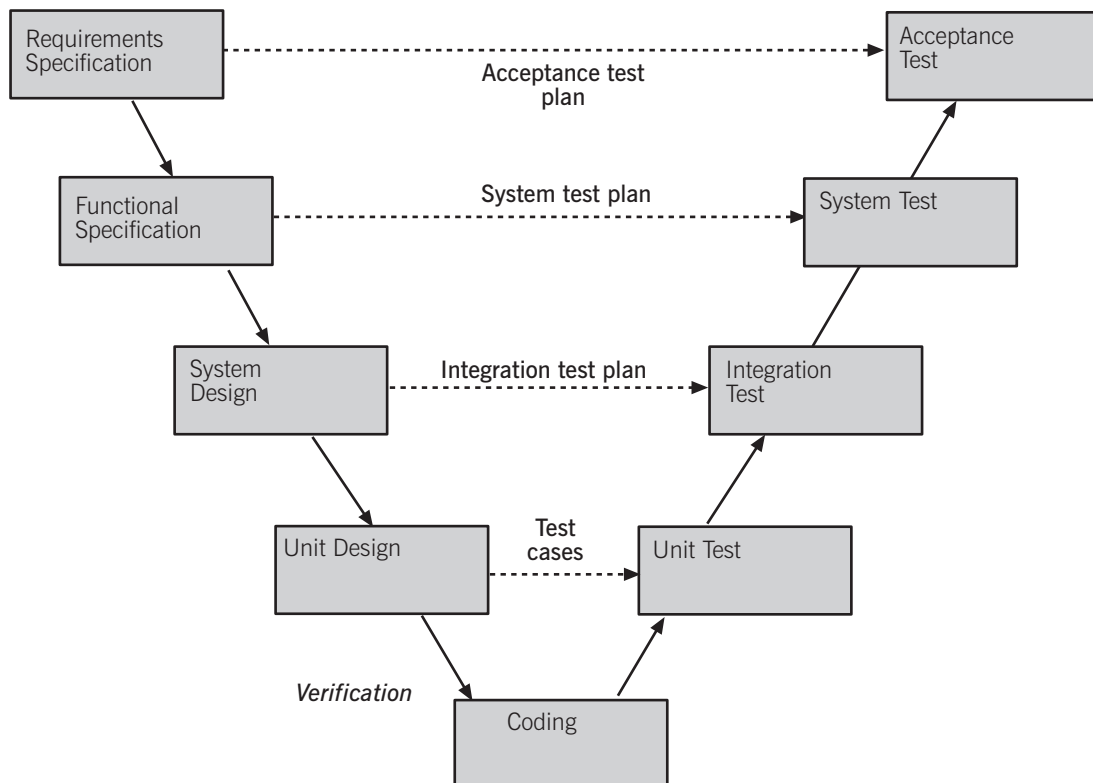 Requirements
Specification
Acceptance test
plan
Acceptance
Test
Functional
Specification
System test plan
System Test
System
Design
Integration test plan
Integration
Test
Unit Design
Test
cases
Unit Test
Verification
Coding